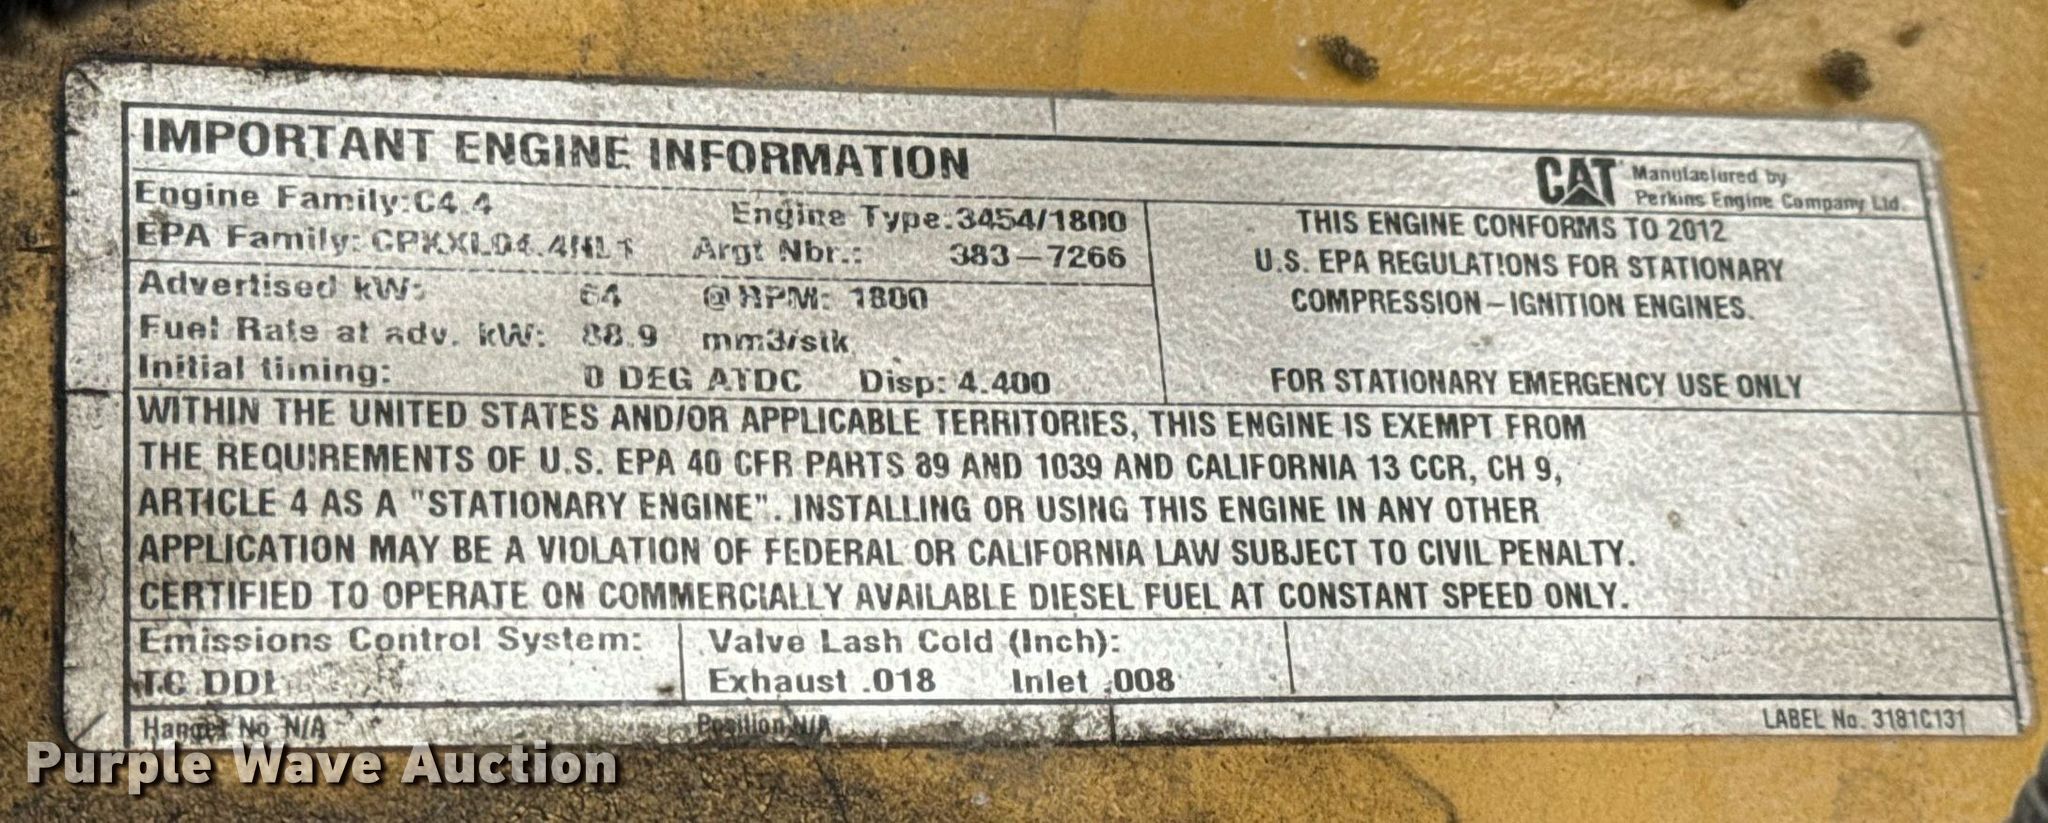 IMPORTANT ENGINE INFORMATION
CAT Manufactured by
Perkins Engine Company Ltd.
Engine Family: C4.4 Engine Type: 3454/1800
EPA Family: CPKXL04.4NL1 Argt Nbr.: 383-7266
Advertised kW: 64 @ RPM: 1800
Fuel Rate at adv. kW: 88.9 mm3/stk
Initial timing: 0 DEG ATDC Disp: 4.400
THIS ENGINE CONFORMS TO 2012
U.S. EPA REGULATIONS FOR STATIONARY
COMPRESSION-IGNITION ENGINES.
FOR STATIONARY EMERGENCY USE ONLY
WITHIN THE UNITED STATES AND/OR APPLICABLE TERRITORIES, THIS ENGINE IS EXEMPT FROM
THE REQUIREMENTS OF U.S. EPA 40 CFR PARTS 89 AND 1039 AND CALIFORNIA 13 CCR, CH 9,
ARTICLE 4 AS A "STATIONARY ENGINE". INSTALLING OR USING THIS ENGINE IN ANY OTHER
APPLICATION MAY BE A VIOLATION OF FEDERAL OR CALIFORNIA LAW SUBJECT TO CIVIL PENALTY.
CERTIFIED TO OPERATE ON COMMERCIALLY AVAILABLE DIESEL FUEL AT CONSTANT SPEED ONLY.
Emissions Control System:
TC DDI
Valve Lash Cold (Inch):
Exhaust .018 Inlet .008
Hanger No N/A Position N/A LABEL No. 3181C131
Purple Wave Auction